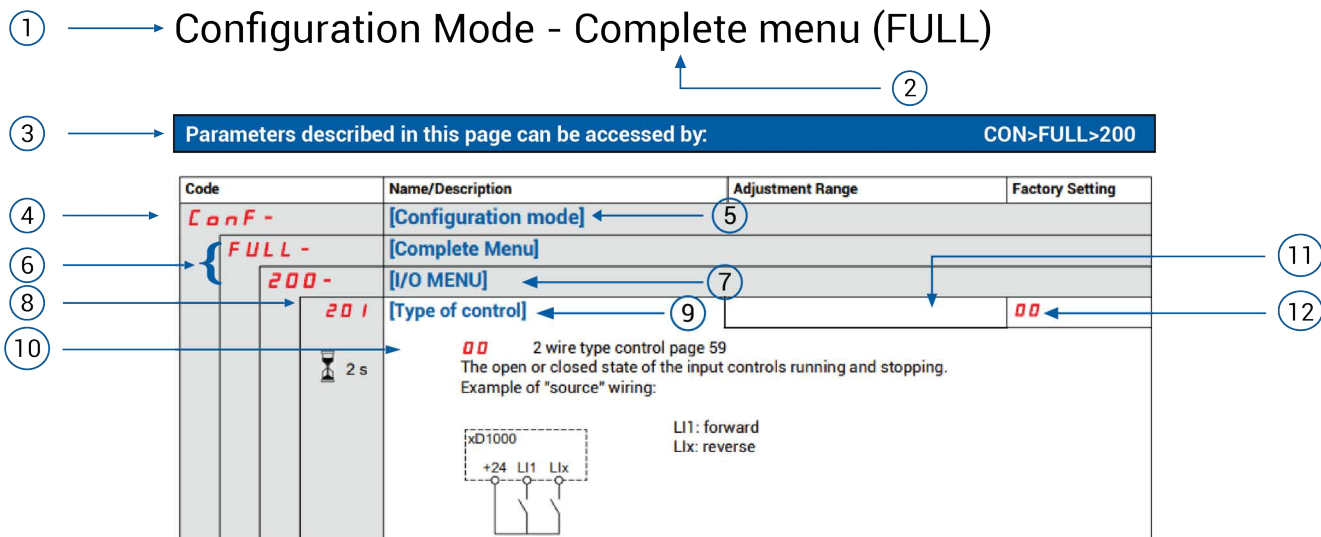 1 Configuration Mode - Complete menu (FULL)
2
3 Parameters described in this page can be accessed by: CON>FULL>200
Code Name/Description Adjustment Range Factory Setting
4 ConF - [Configuration mode] 5
6 FULL - [Complete Menu] 11
200 - [I/O MENU] 7
8 201 [Type of control] 9 00 12
10 00 2 wire type control page 59
2 s The open or closed state of the input controls running and stopping.
Example of "source" wiring:
LI1: forward
xD1000 LIx: reverse
+24 LI1 LIx